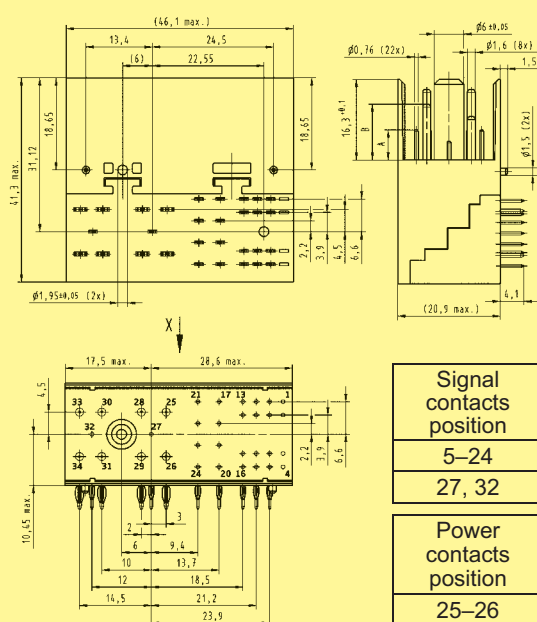 (46,1 max.)
13,4
24,5
(6)
22,55
18,65
31,12
41,3 max.
18,65
2,2
3,9
4,5
6,6
Ø1,95±0,05 (2x)
Ø6±0,05
Ø0,76 (22x)
Ø1,6 (8x)
1,5
16,3+0,1
B
A
Ø1,5 (2x)
(20,9 max.)
4,1
X
17,5 max.
28,6 max.
4,5
33
30
28
25
21
17
13
1
32
27
34
31
29
26
24
20
16
4
2,2
3,9
6,6
10,45 max.
3
2
6
9,4
10
13,7
12
18,5
14,5
21,2
23,9
Signal
contacts
position
5–24
27, 32
Power
contacts
position
25–26